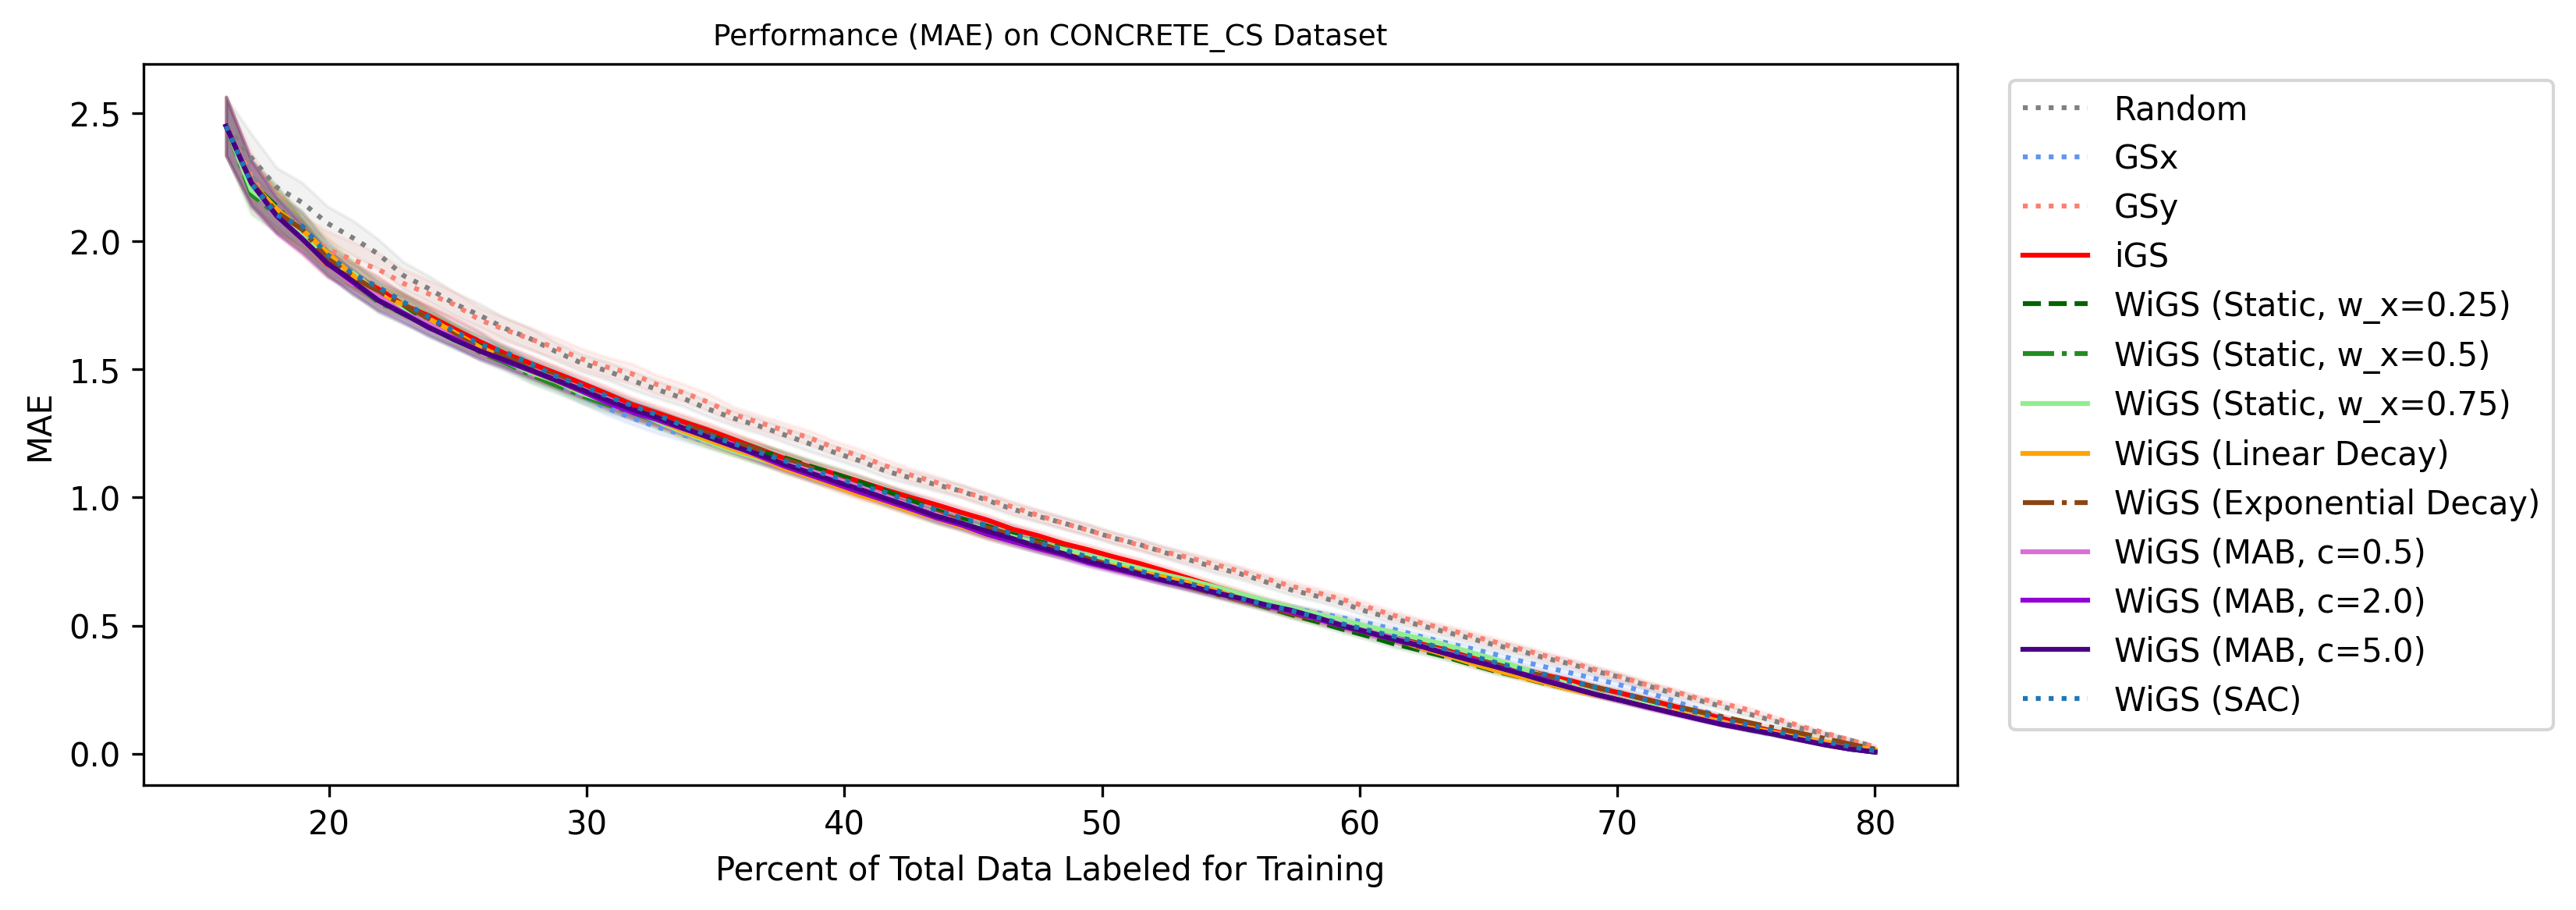 Performance (MAE) on CONCRETE_CS Dataset
MAE
2.5
2.0
1.5
1.0
0.5
0.0
20 30 40 50 60 70 80
Percent of Total Data Labeled for Training
Random
GSx
GSy
iGS
WiGS (Static, w_x=0.25)
WiGS (Static, w_x=0.5)
WiGS (Static, w_x=0.75)
WiGS (Linear Decay)
WiGS (Exponential Decay)
WiGS (MAB, c=0.5)
WiGS (MAB, c=2.0)
WiGS (MAB, c=5.0)
WiGS (SAC)